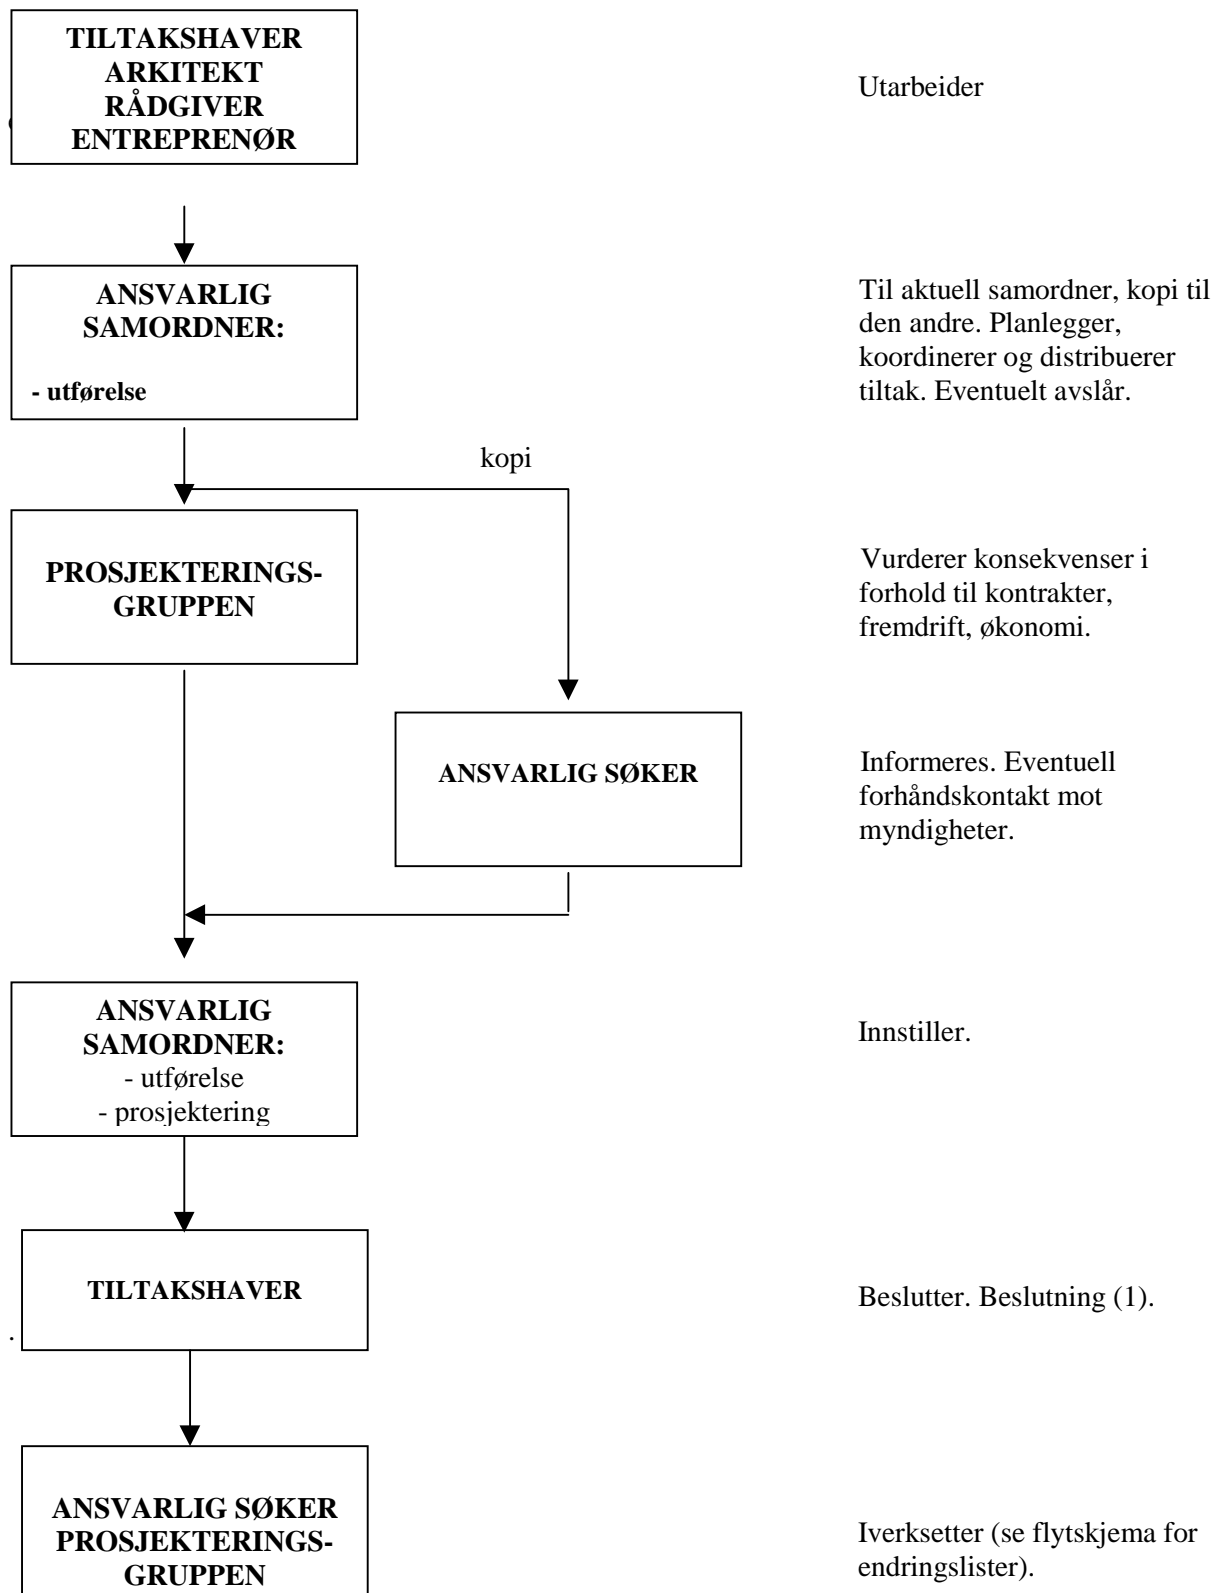 TILTAKSHAVER
ARKITEKT
RÅDGIVER
ENTREPRENØR
Utarbeider
ANSVARLIG
SAMORDNER:
- utførelse
Til aktuell samordner, kopi til
den andre. Planlegger,
koordinerer og distribuerer
tiltak. Eventuelt avslår.
kopi
PROSJEKTERINGS-
GRUPPEN
Vurderer konsekvenser i
forhold til kontrakter,
fremdrift, økonomi.
ANSVARLIG SØKER
Informeres. Eventuell
forhåndskontakt mot
myndigheter.
ANSVARLIG
SAMORDNER:
- utførelse
- prosjektering
Innstiller.
TILTAKSHAVER
Beslutter. Beslutning (1).
.
ANSVARLIG SØKER
PROSJEKTERINGS-
GRUPPEN
Iverksetter (se flytskjema for
endringslister).